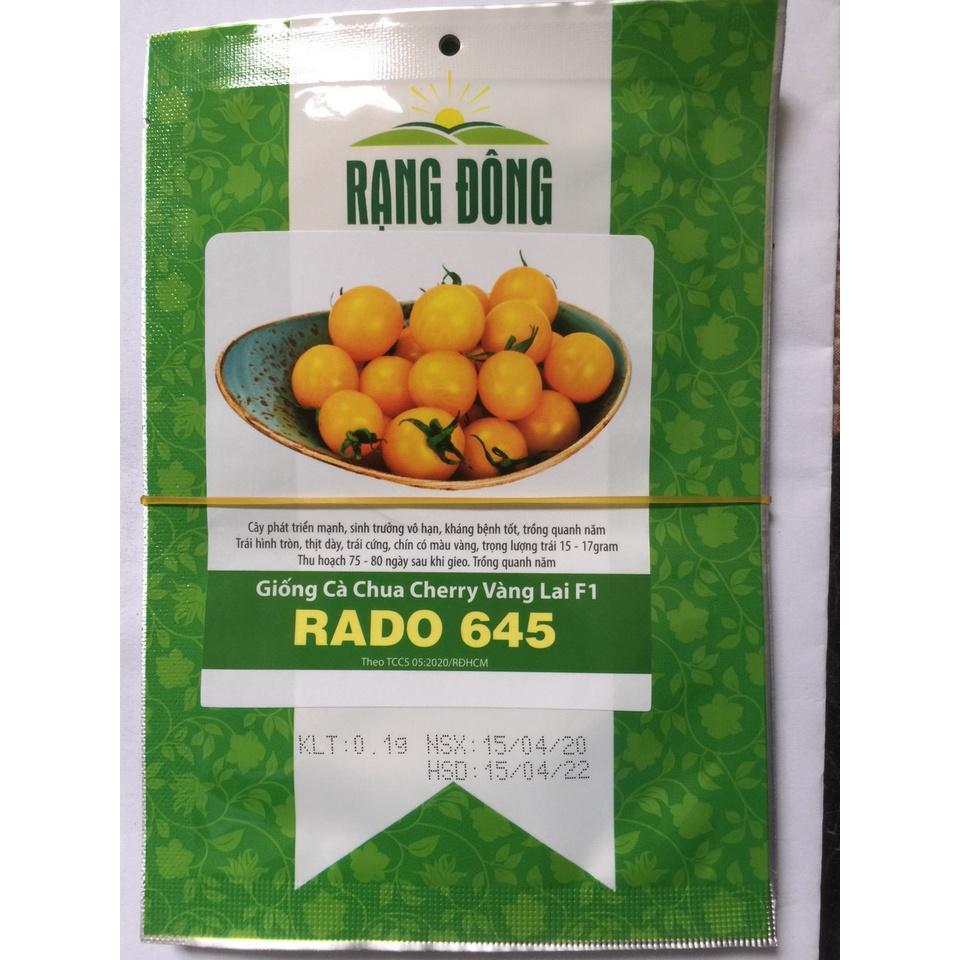 RẠNG ĐÔNG
Cây phát triển mạnh, sinh trưởng vô hạn, kháng bệnh tốt, trồng quanh năm
Trái hình tròn, thịt dày, trái cứng, chín có màu vàng, trọng lượng trái 15 - 17gram
Thu hoạch 75 - 80 ngày sau khi gieo. Trồng quanh năm
Giống Cà Chua Cherry Vàng Lai F1
RADO 645
Theo TCCS 05:2020/RĐHCM
KLT:0.1g NSX:15/04/20
HSD:15/04/22